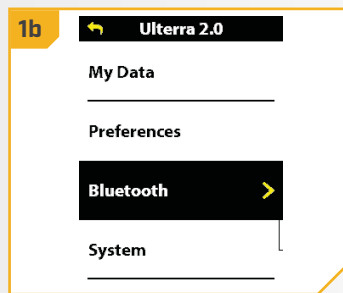 1b
Ulterra 2.0
My Data
Preferences
Bluetooth
System